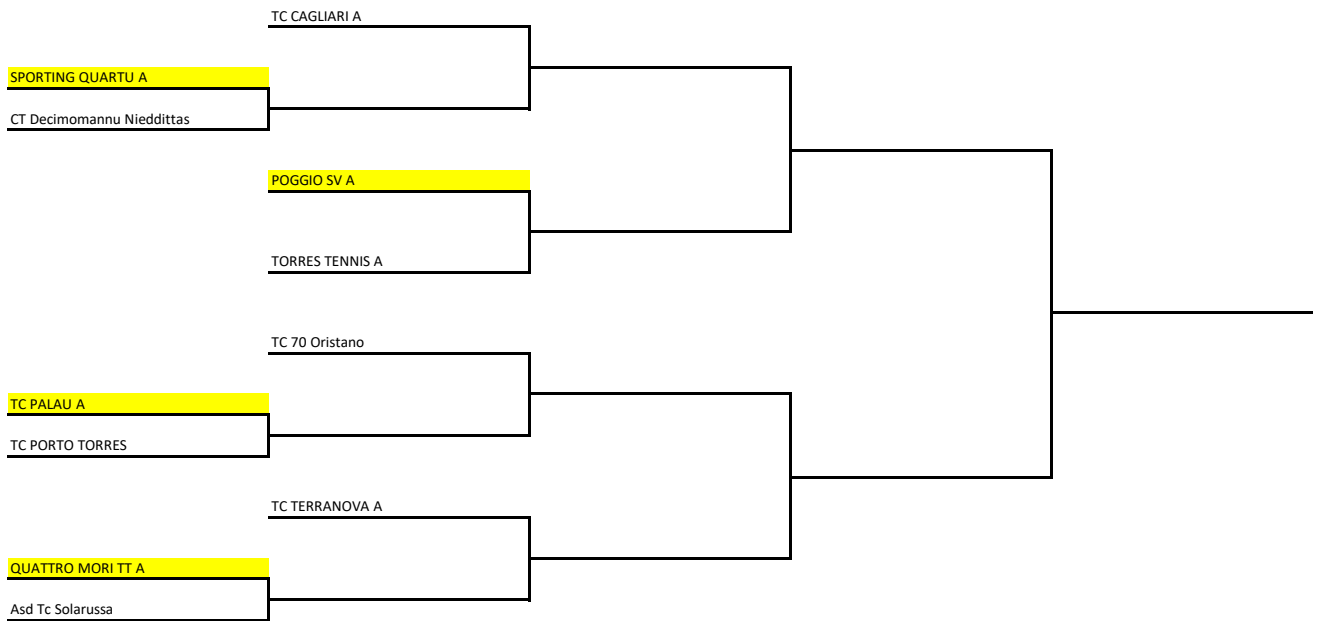 TC CAGLIARI A
SPORTING QUARTU A
CT Decimomannu Nieddittas
POGGIO SV A
TORRES TENNIS A
TC 70 Oristano
TC PALAU A
TC PORTO TORRES
TC TERRANOVA A
QUATTRO MORI TT A
Asd Tc Solarussa